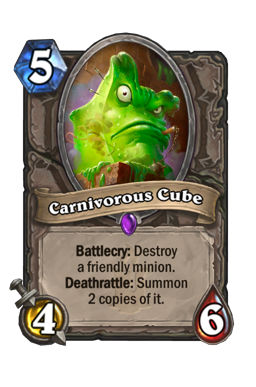 5
Carnivorous Cube
Battlecry: Destroy
a friendly minion.
Deathrattle: Summon
2 copies of it.
4
6